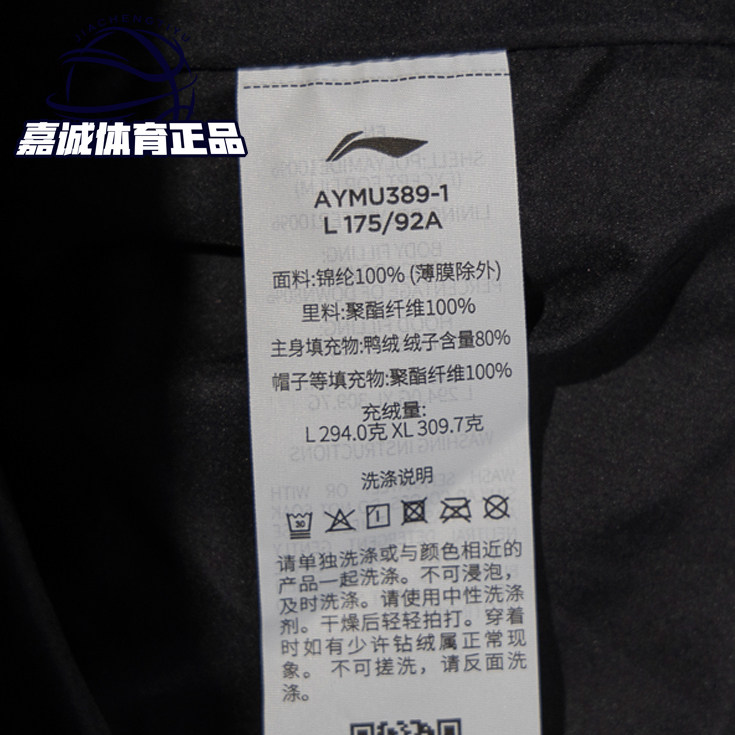 嘉诚体育正品
AYMU389-1
L 175/92A
面料:锦纶100% (薄膜除外)
里料:聚酯纤维100%
主身填充物:鸭绒 绒子含量80%
帽子等填充物:聚酯纤维100%
充绒量:
L 294.0克 XL 309.7克
洗涤说明
30
请单独洗涤或与颜色相近的
产品一起洗涤。不可浸泡，
及时洗涤。请使用中性洗涤
剂。干燥后轻轻拍打。穿着
时如有少许钻绒属正常现
象。 不可搓洗，请反面洗
涤。